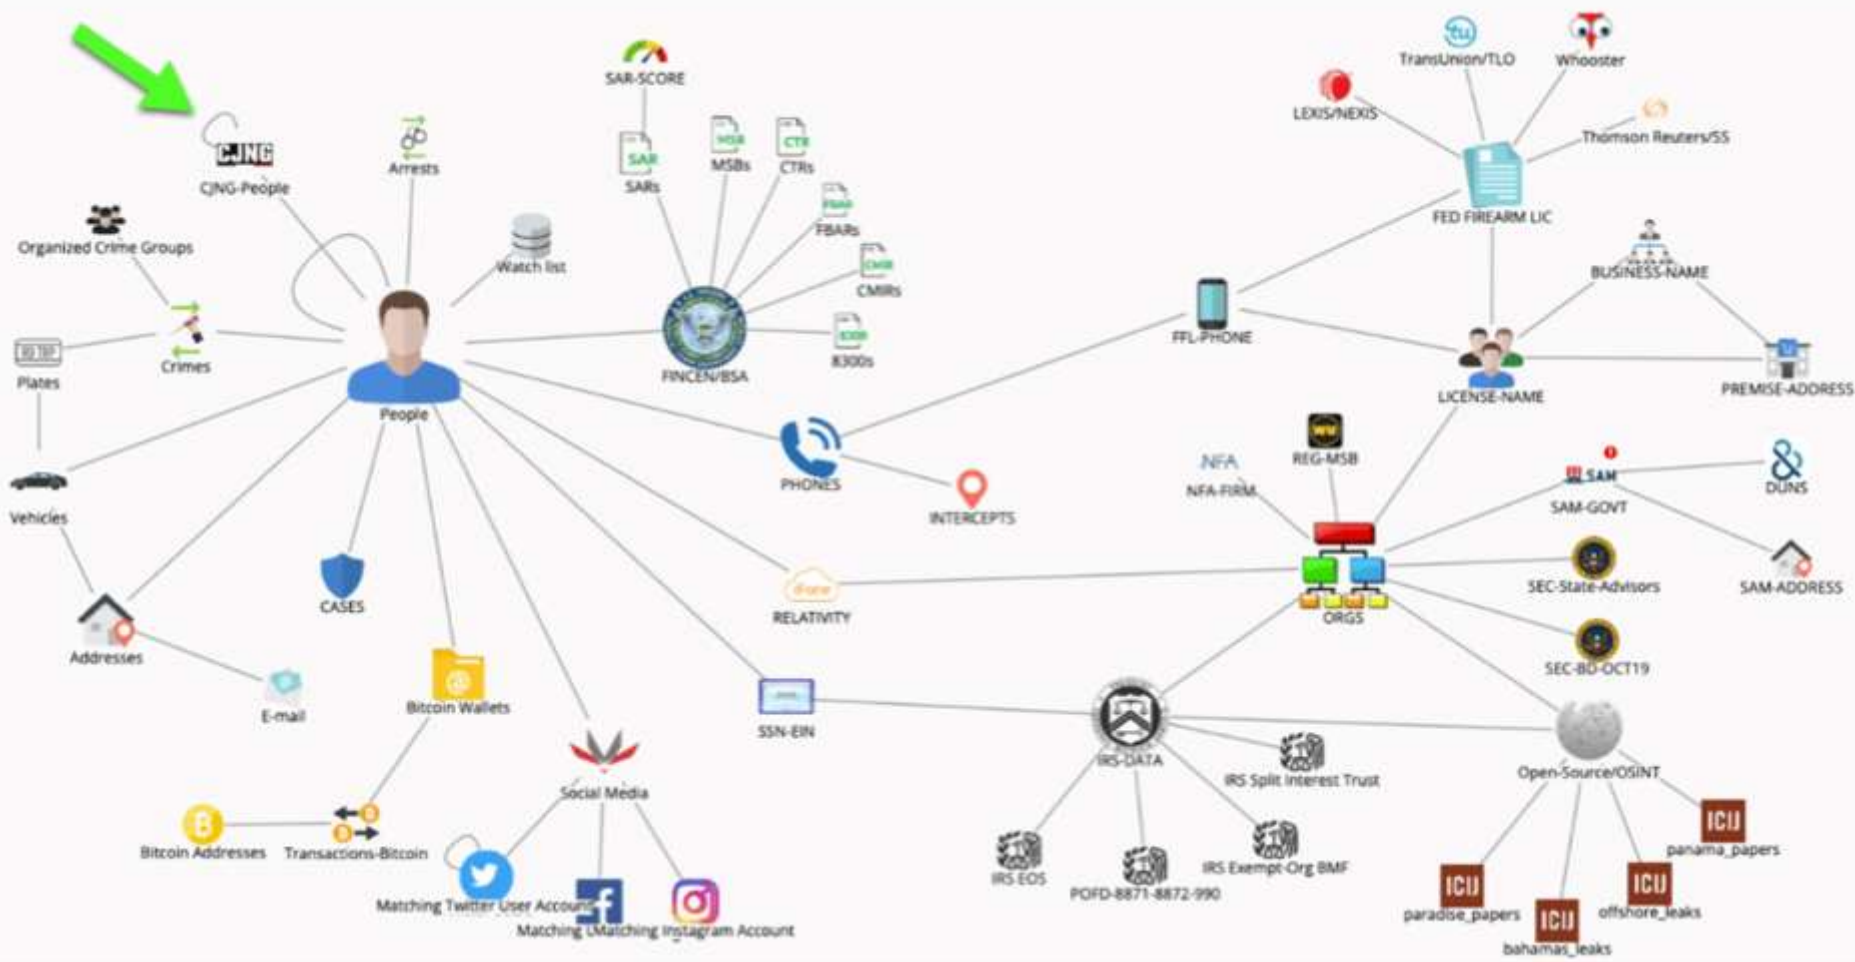 SAR-SCORE
TransUnion/TLO
Whooster
LEXIS/NEXIS
Thomson Reuters/SS
CJNG
CJNG-People
Arrests
SAR
SARs
MSB
MSBs
CTR
CTRs
FBAR
FBARs
CMIR
CMIRs
8300
8300s
FED FIREARM LIC
Organized Crime Groups
Watch list
BUSINESS-NAME
FFL-PHONE
Plates
Crimes
FINCEN/BSA
LICENSE-NAME
PREMISE-ADDRESS
People
WU
REG-MSB
NFA
NFA-FIRM
SAM
SAM-GOVT
DUNS
Vehicles
PHONES
INTERCEPTS
CASES
RELATIVITY
ORGS
SEC-State-Advisors
SAM-ADDRESS
Addresses
SEC-BD-OCT19
E-mail
Bitcoin Wallets
SSN-EIN
IRS-DATA
Open-Source/OSINT
Social Media
IRS Split Interest Trust
Bitcoin Addresses
Transactions-Bitcoin
IRS EOS
POFD-8871-8872-990
IRS Exempt-Org BMF
ICIJ
panama_papers
ICIJ
paradise_papers
ICIJ
offshore_leaks
ICIJ
bahamas_leaks
Matching Twitter User Account
Matching
Matching Instagram Account